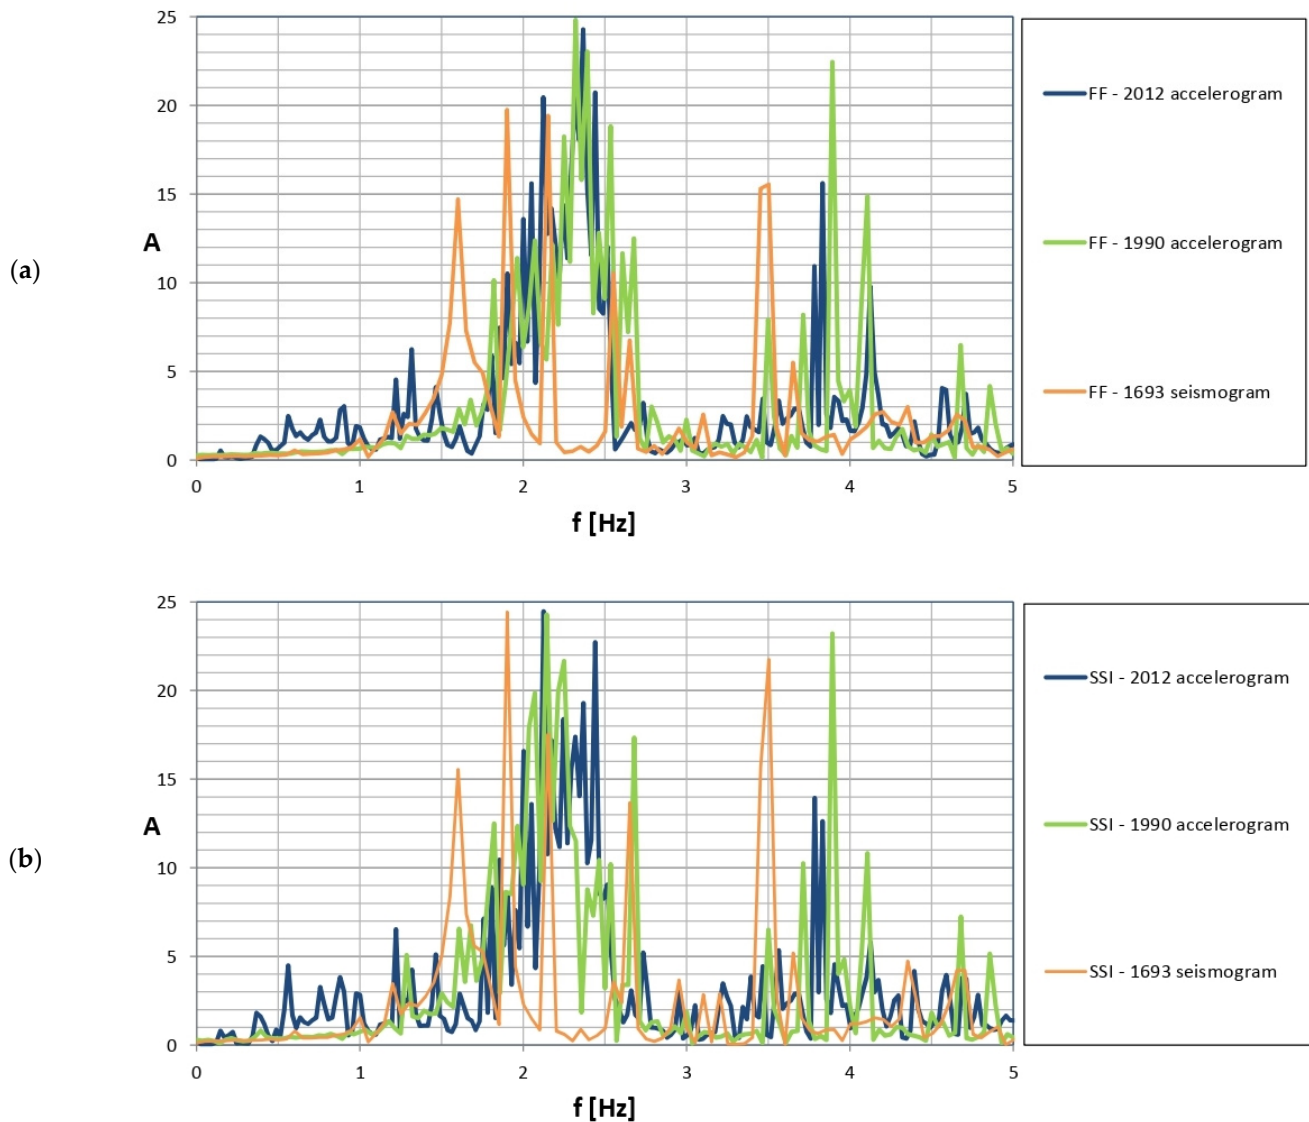 (a)
A
25
20
15
10
5
0
0 1 2 3 4 5
f [Hz]
FF - 2012 accelerogram
FF - 1990 accelerogram
FF - 1693 seismogram
(b)
A
25
20
15
10
5
0
0 1 2 3 4 5
f [Hz]
SSI - 2012 accelerogram
SSI - 1990 accelerogram
SSI - 1693 seismogram